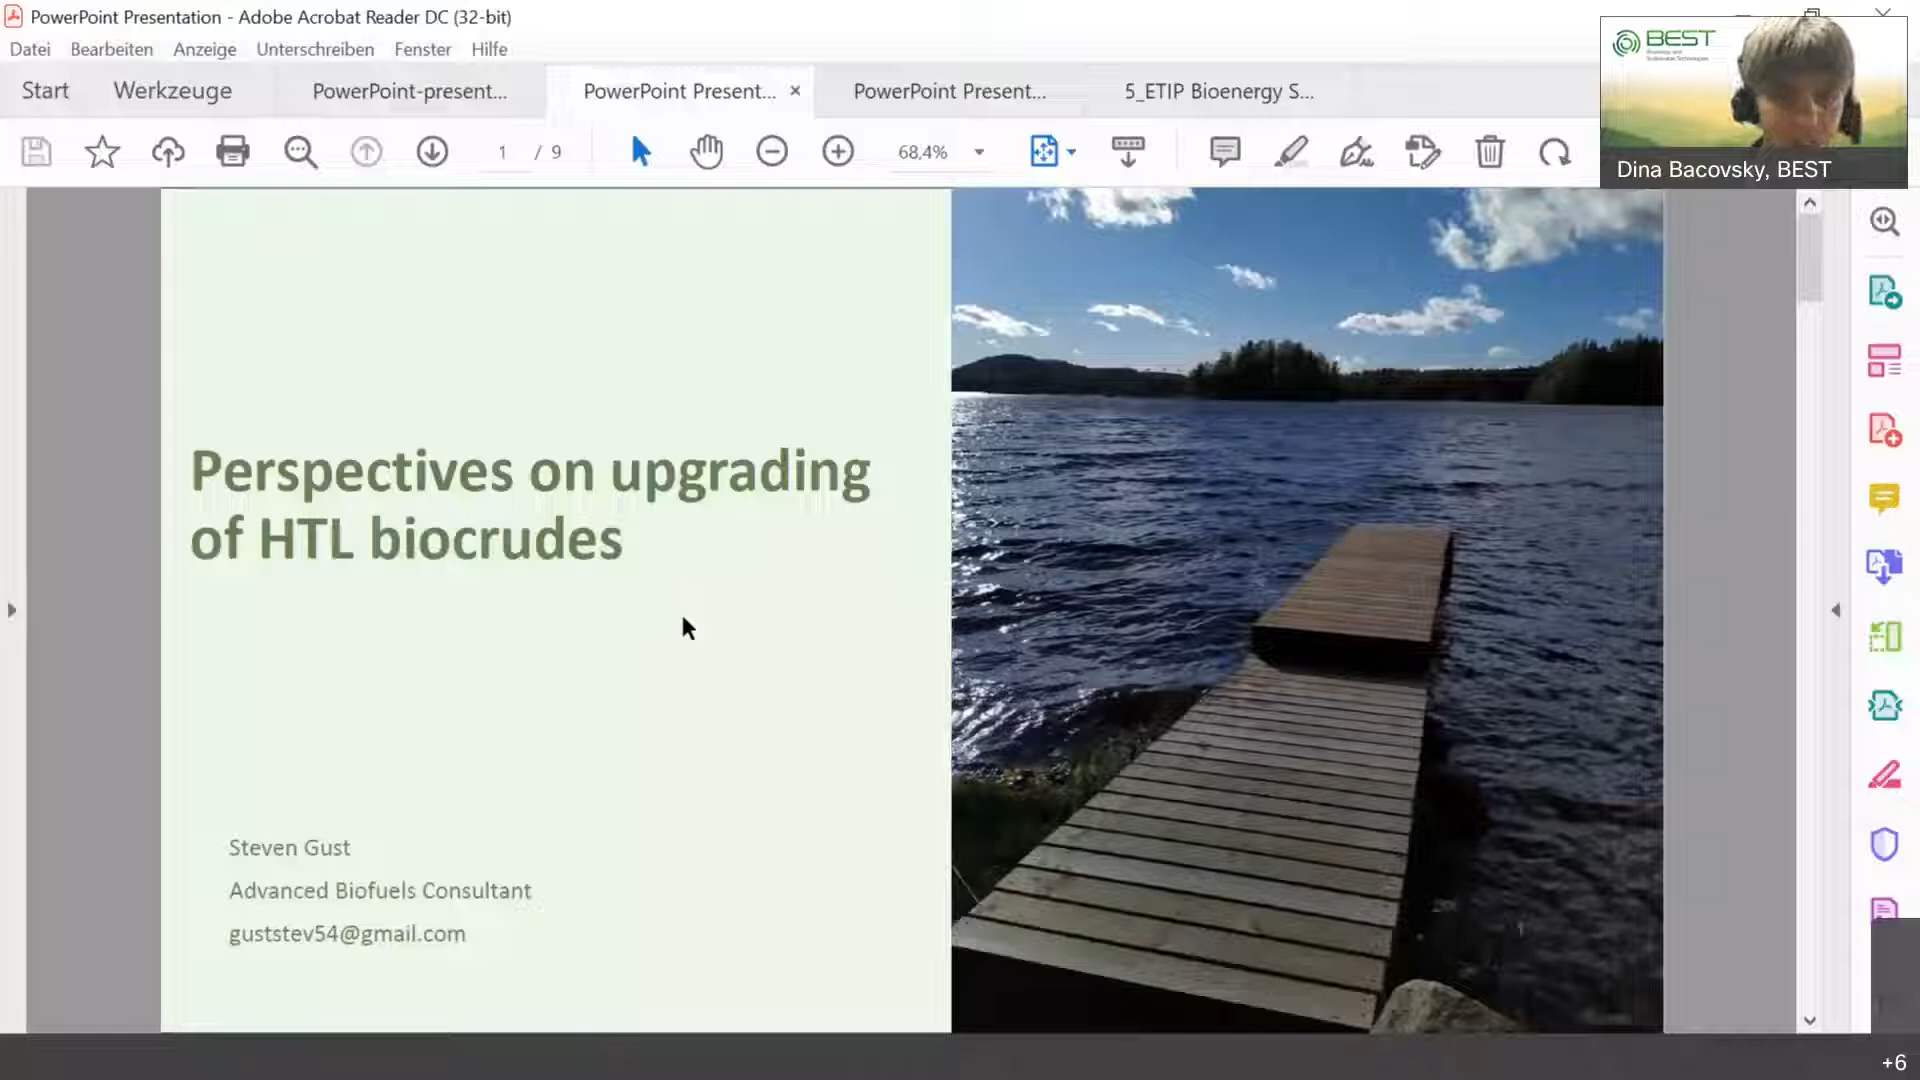 PowerPoint Presentation - Adobe Acrobat Reader DC (32-bit)
Datei Bearbeiten Anzeige Unterschreiben Fenster Hilfe
Start Werkzeuge PowerPoint-present... PowerPoint Present... PowerPoint Present... 5_ETIP Bioenergy S...
1 / 9 68,4%
BEST
Dina Bacovsky, BEST
Perspectives on upgrading
of HTL biocrudes
Steven Gust
Advanced Biofuels Consultant
guststev54@gmail.com
+6